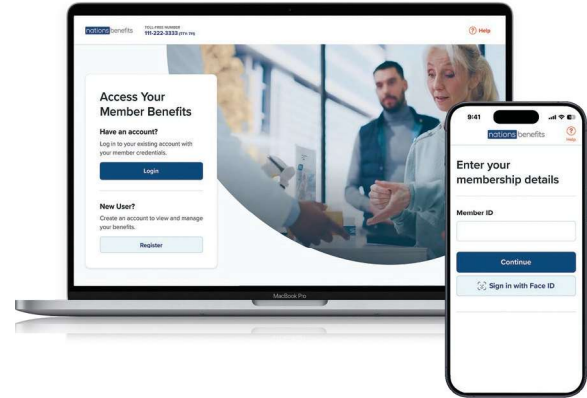 nations benefits
TOLL-FREE NUMBER
111-222-3333 (TTY: 711)
Help
Access Your
Member Benefits
Have an account?
Log in to your existing account with
your member credentials.
Login
New User?
Create an account to view and manage
your benefits.
Register
MacBook Pro
9:41
nations benefits
Enter your
membership details
Member ID
Continue
Sign in with Face ID